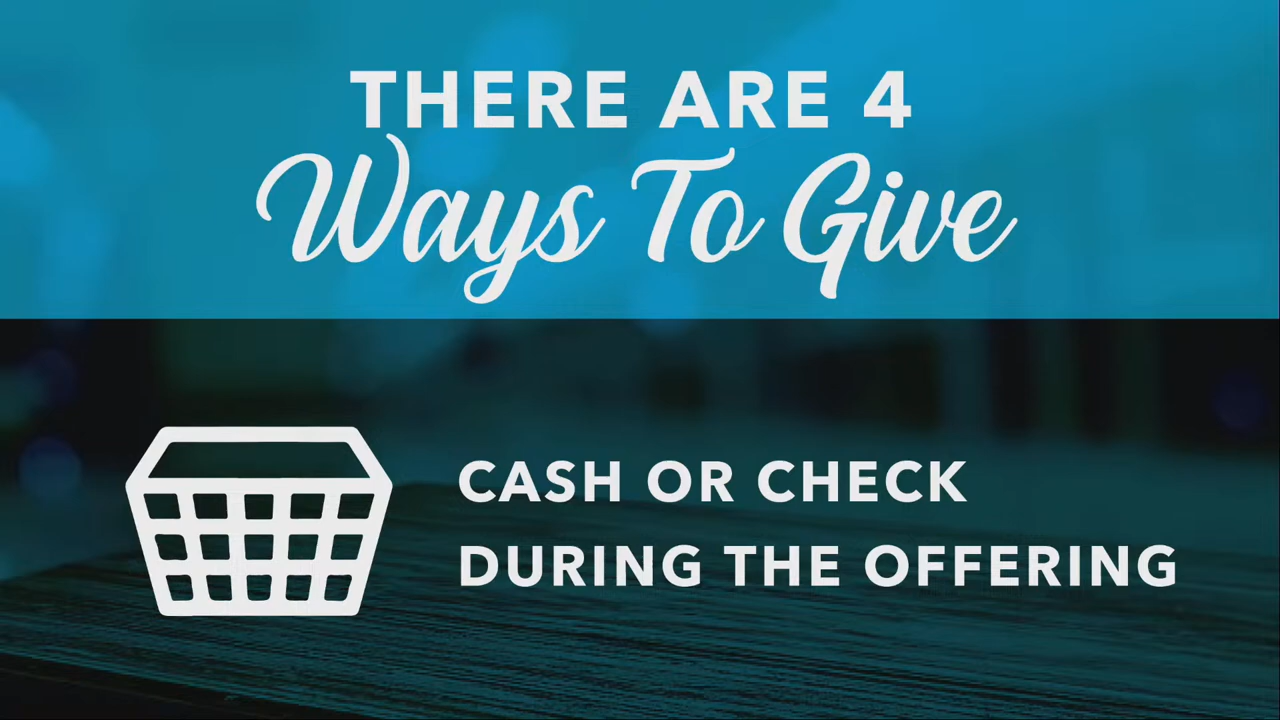 THERE ARE 4
Ways To Give
CASH OR CHECK
DURING THE OFFERING